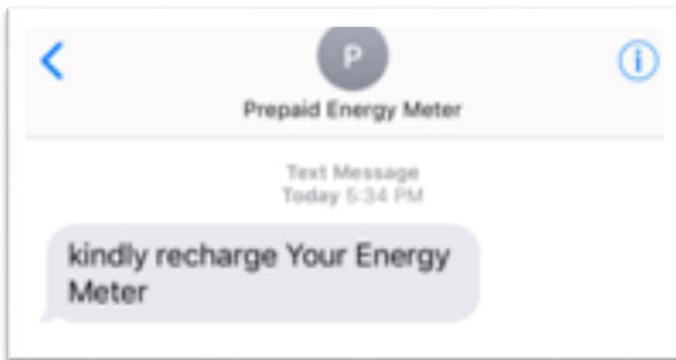 P
Prepaid Energy Meter
Text Message
Today 5:34 PM
kindly recharge Your Energy
Meter